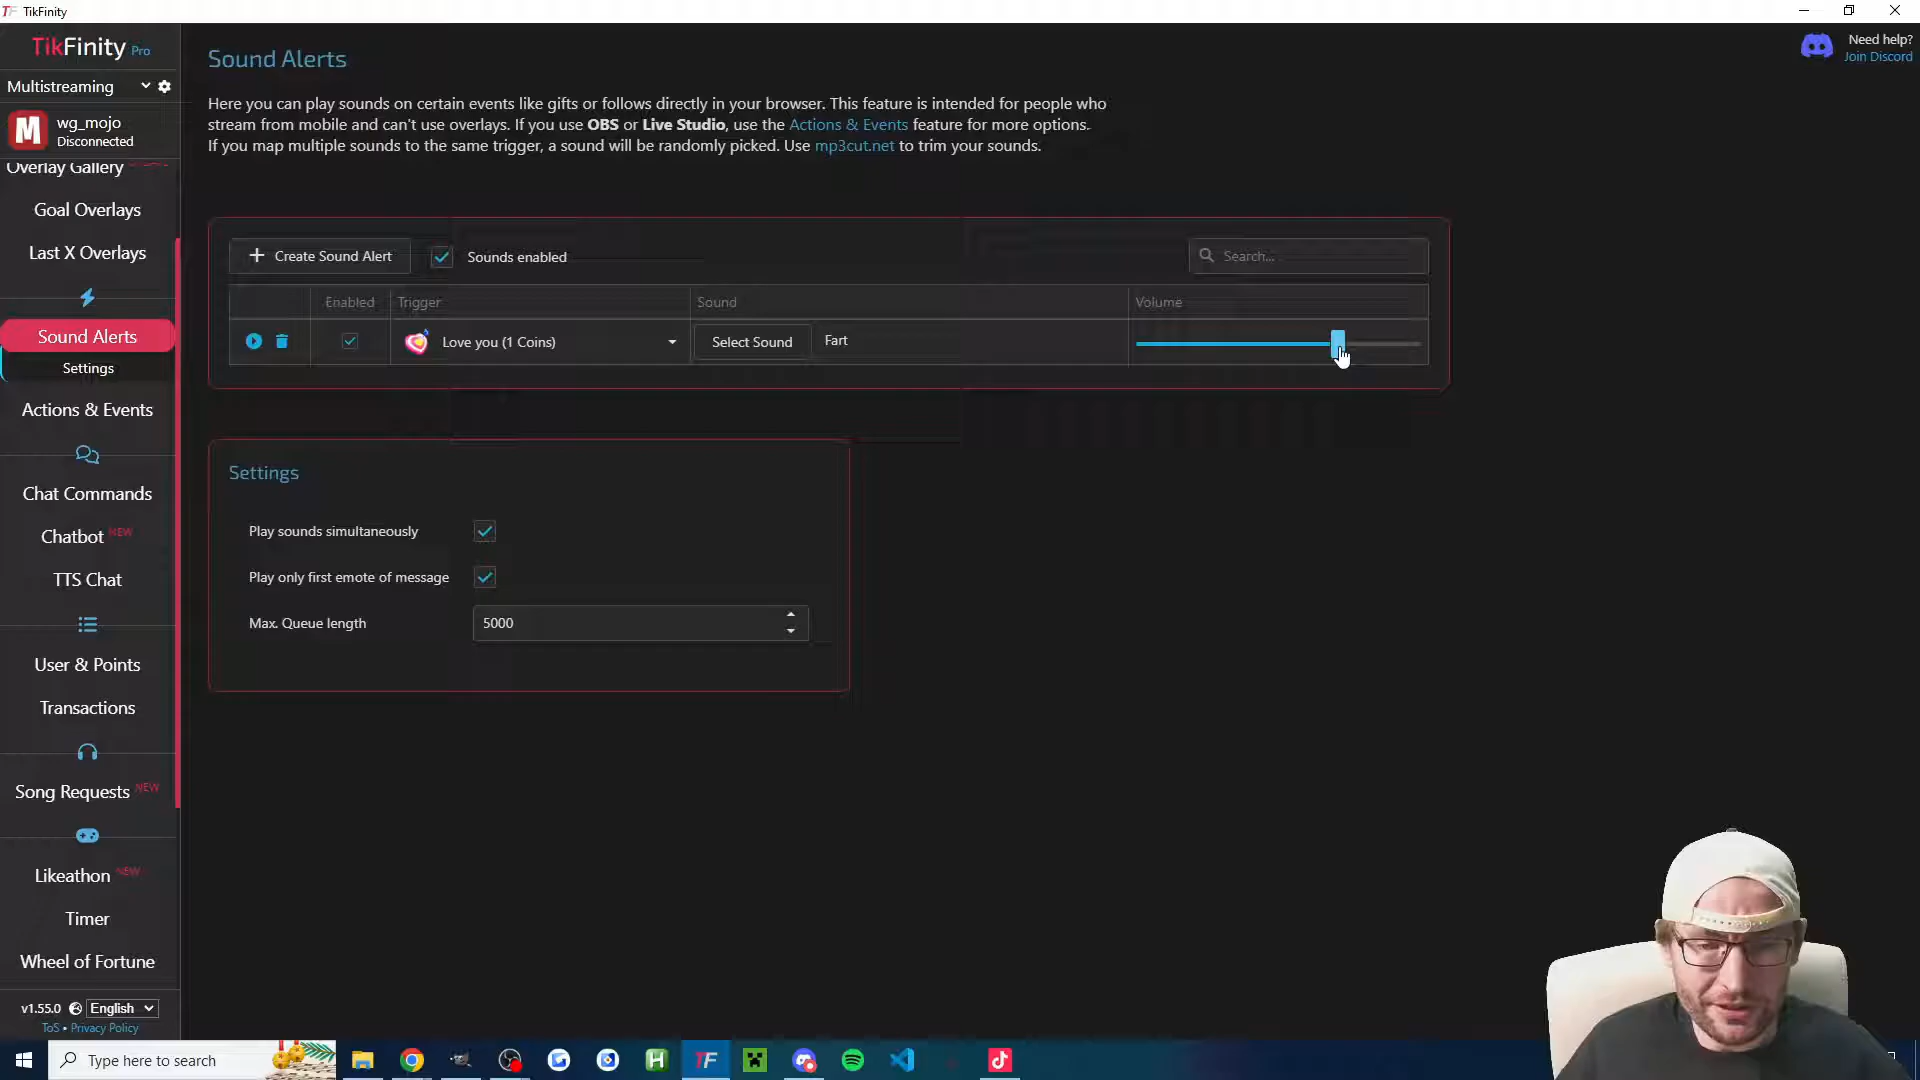 TF TikFinity
TikFinity Pro
Multistreaming
M
wg_mojo
Disconnected
Overlay Gallery
Goal Overlays
Last X Overlays
Sound Alerts
Settings
Actions & Events
Chat Commands
Chatbot NEW
TTS Chat
User & Points
Transactions
Song Requests NEW
Likeathon NEW
Timer
Wheel of Fortune
v1.55.0 English
ToS • Privacy Policy
Need help?
Join Discord
Sound Alerts
Here you can play sounds on certain events like gifts or follows directly in your browser. This feature is intended for people who
stream from mobile and can't use overlays. If you use OBS or Live Studio, use the Actions & Events feature for more options.
If you map multiple sounds to the same trigger, a sound will be randomly picked. Use mp3cut.net to trim your sounds.
+ Create Sound Alert Sounds enabled Search...
Enabled Trigger Sound Volume
Love you (1 Coins) Select Sound Fart
Settings
Play sounds simultaneously
Play only first emote of message
Max. Queue length 5000
Type here to search H TF